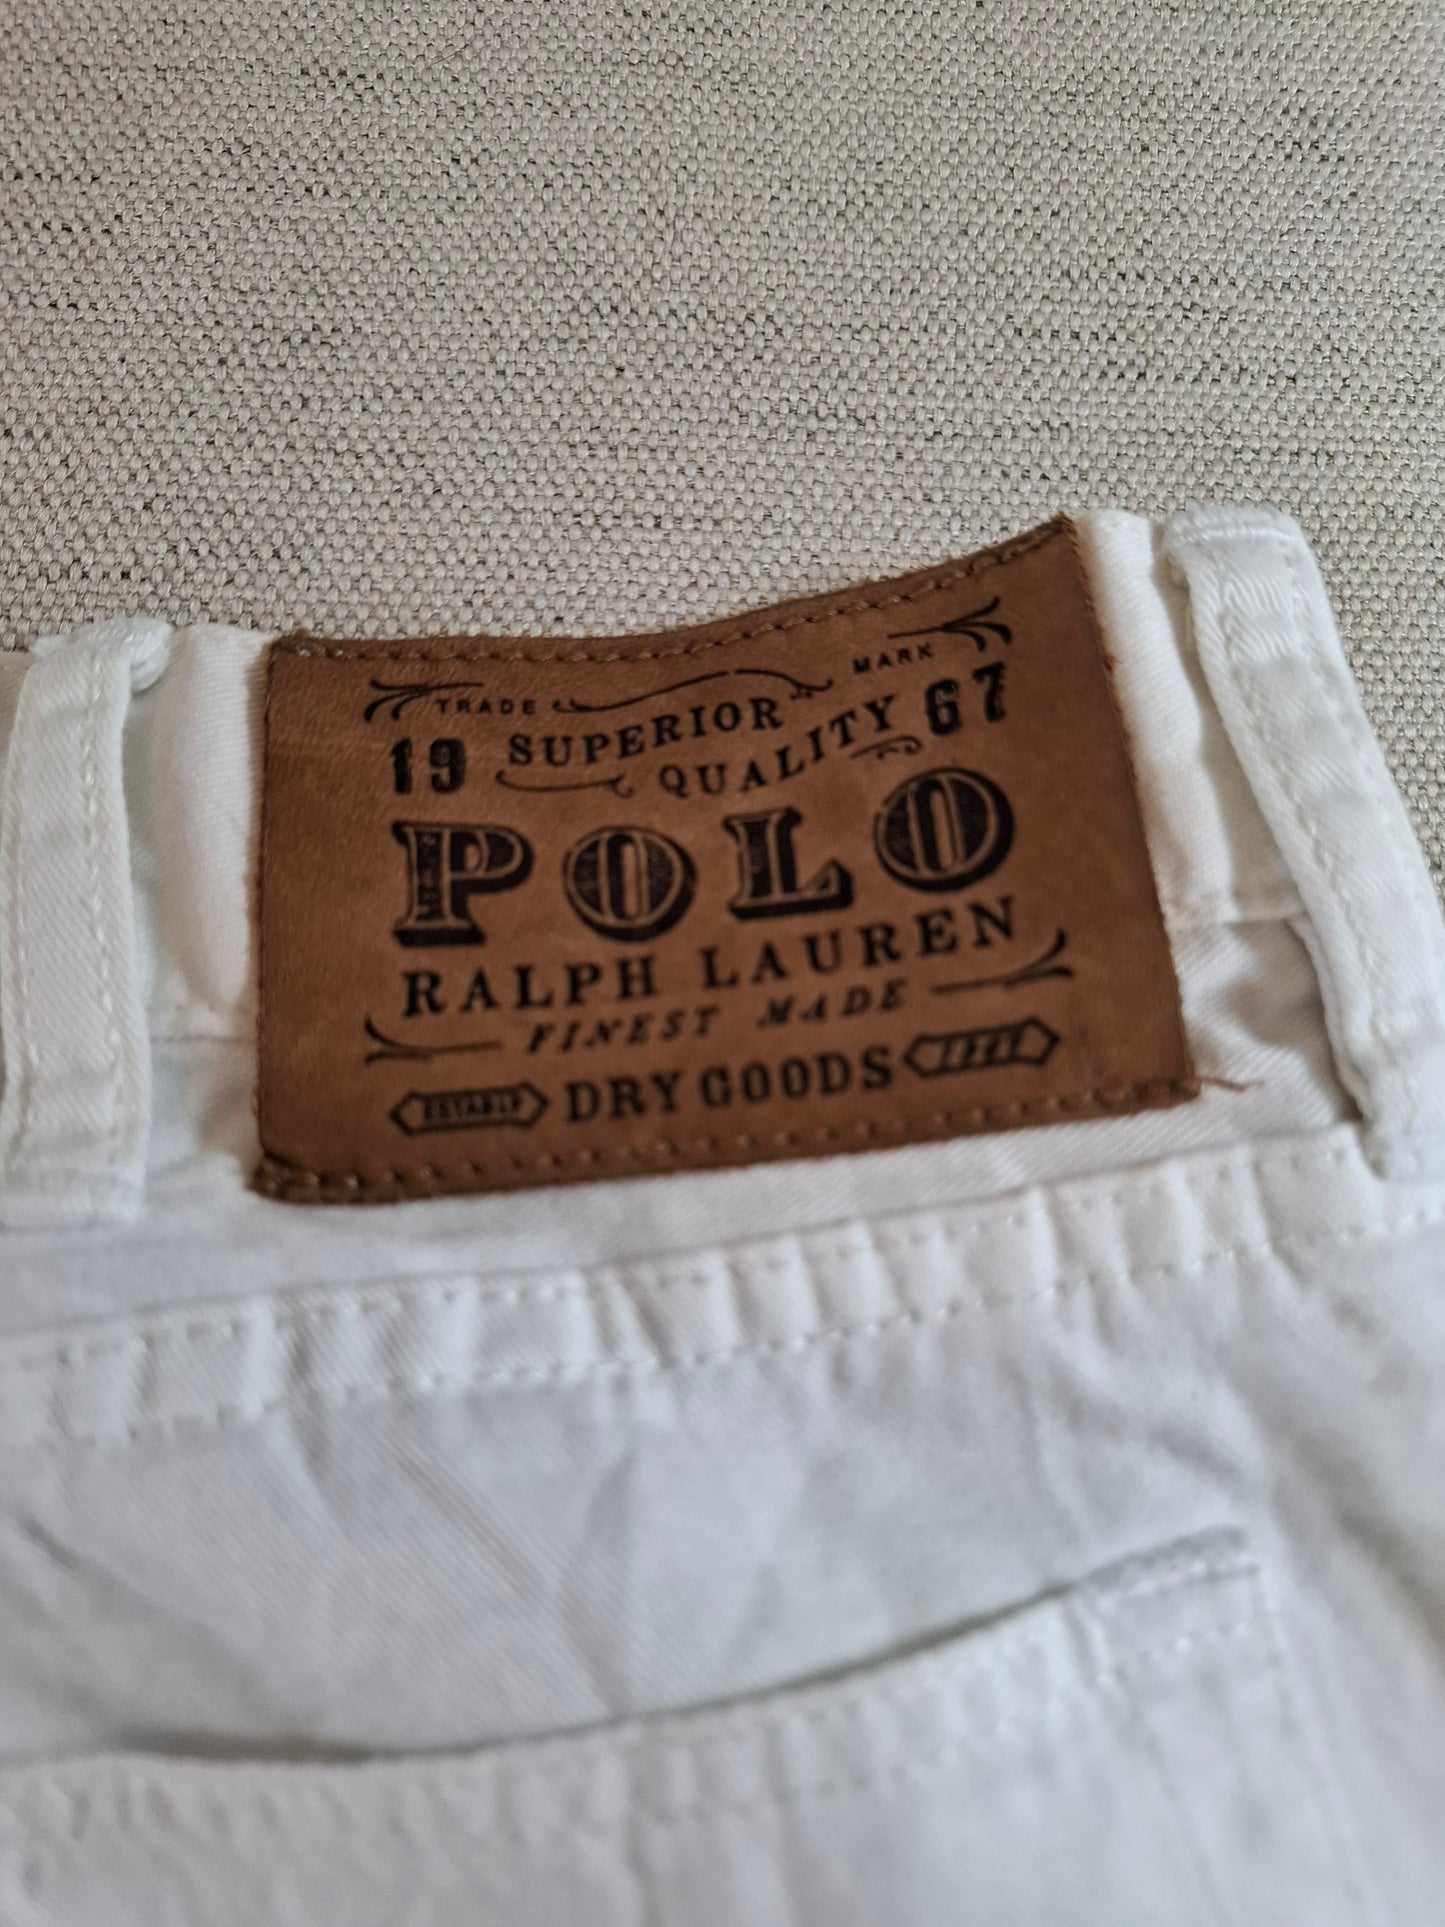 TRADE MARK
19 SUPERIOR QUALITY 67
POLO
RALPH LAUREN
FINEST MADE
DRY GOODS